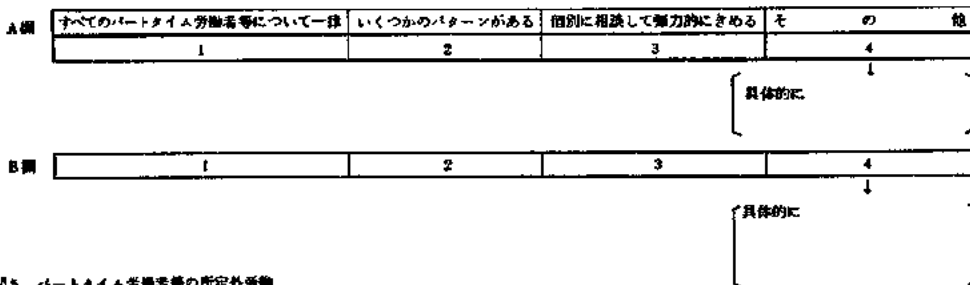 A欄 すべてのパートタイム労働者等について一律 いくつかのパターンがある 個別に相談して弾力的にきめる その他
1 2 3 4
↓
具体的に
B欄 1 2 3 4
↓
具体的に
パートタイム労働者等の所定外労働